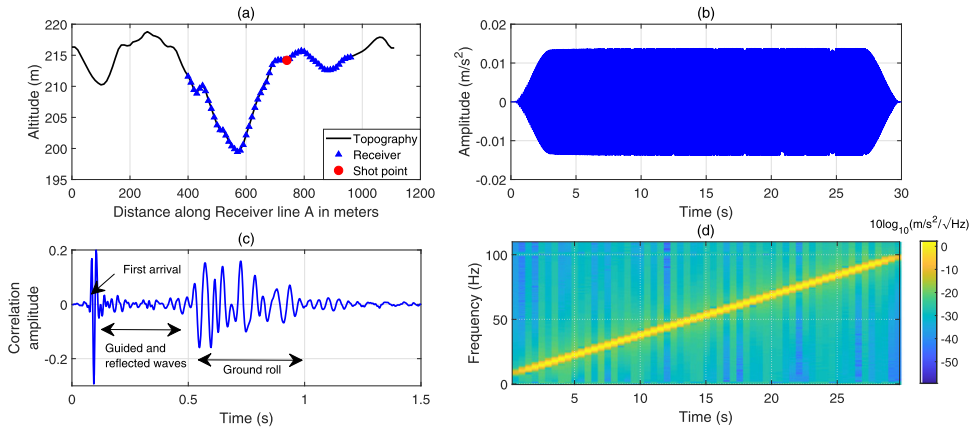 (a)
220
215
210
205
200
195
Altitude (m)
Topography
Receiver
Shot point
0 200 400 600 800 1000 1200
Distance along Receiver line A in meters
(b)
0.02
0.01
0
-0.01
-0.02
Amplitude (m/s²)
0 5 10 15 20 25 30
Time (s)
(c)
0.2
0
-0.2
Correlation
amplitude
First arrival
Guided and
reflected waves
Ground roll
0 0.5 1 1.5
Time (s)
(d)
10log₁₀(m/s²/√Hz)
100
50
0
Frequency (Hz)
5 10 15 20 25
Time (s)
0
-10
-20
-30
-40
-50